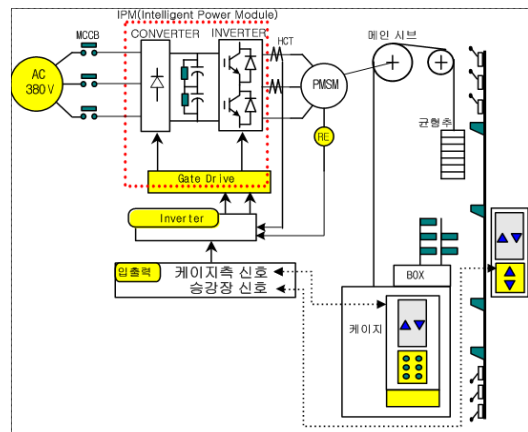 IPM(Intelligent Power Module)
MCCB
CONVERTER
INVERTER
HCT
메인 시브
AC
380 V
PMSM
균형추
RE
Gate Drive
Inverter
입출력
케이지측 신호
승강장 신호
BOX
케이지